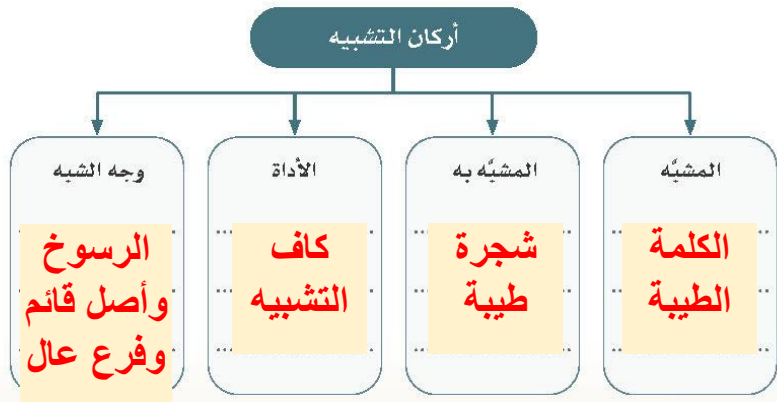 أركان التشبيه
المشبَّه
الكلمة
الطيبة
المشبَّه به
شجرة
طيبة
الأداة
كاف
التشبيه
وجه الشبه
الرسوخ
وأصل قائم
وفرع عال